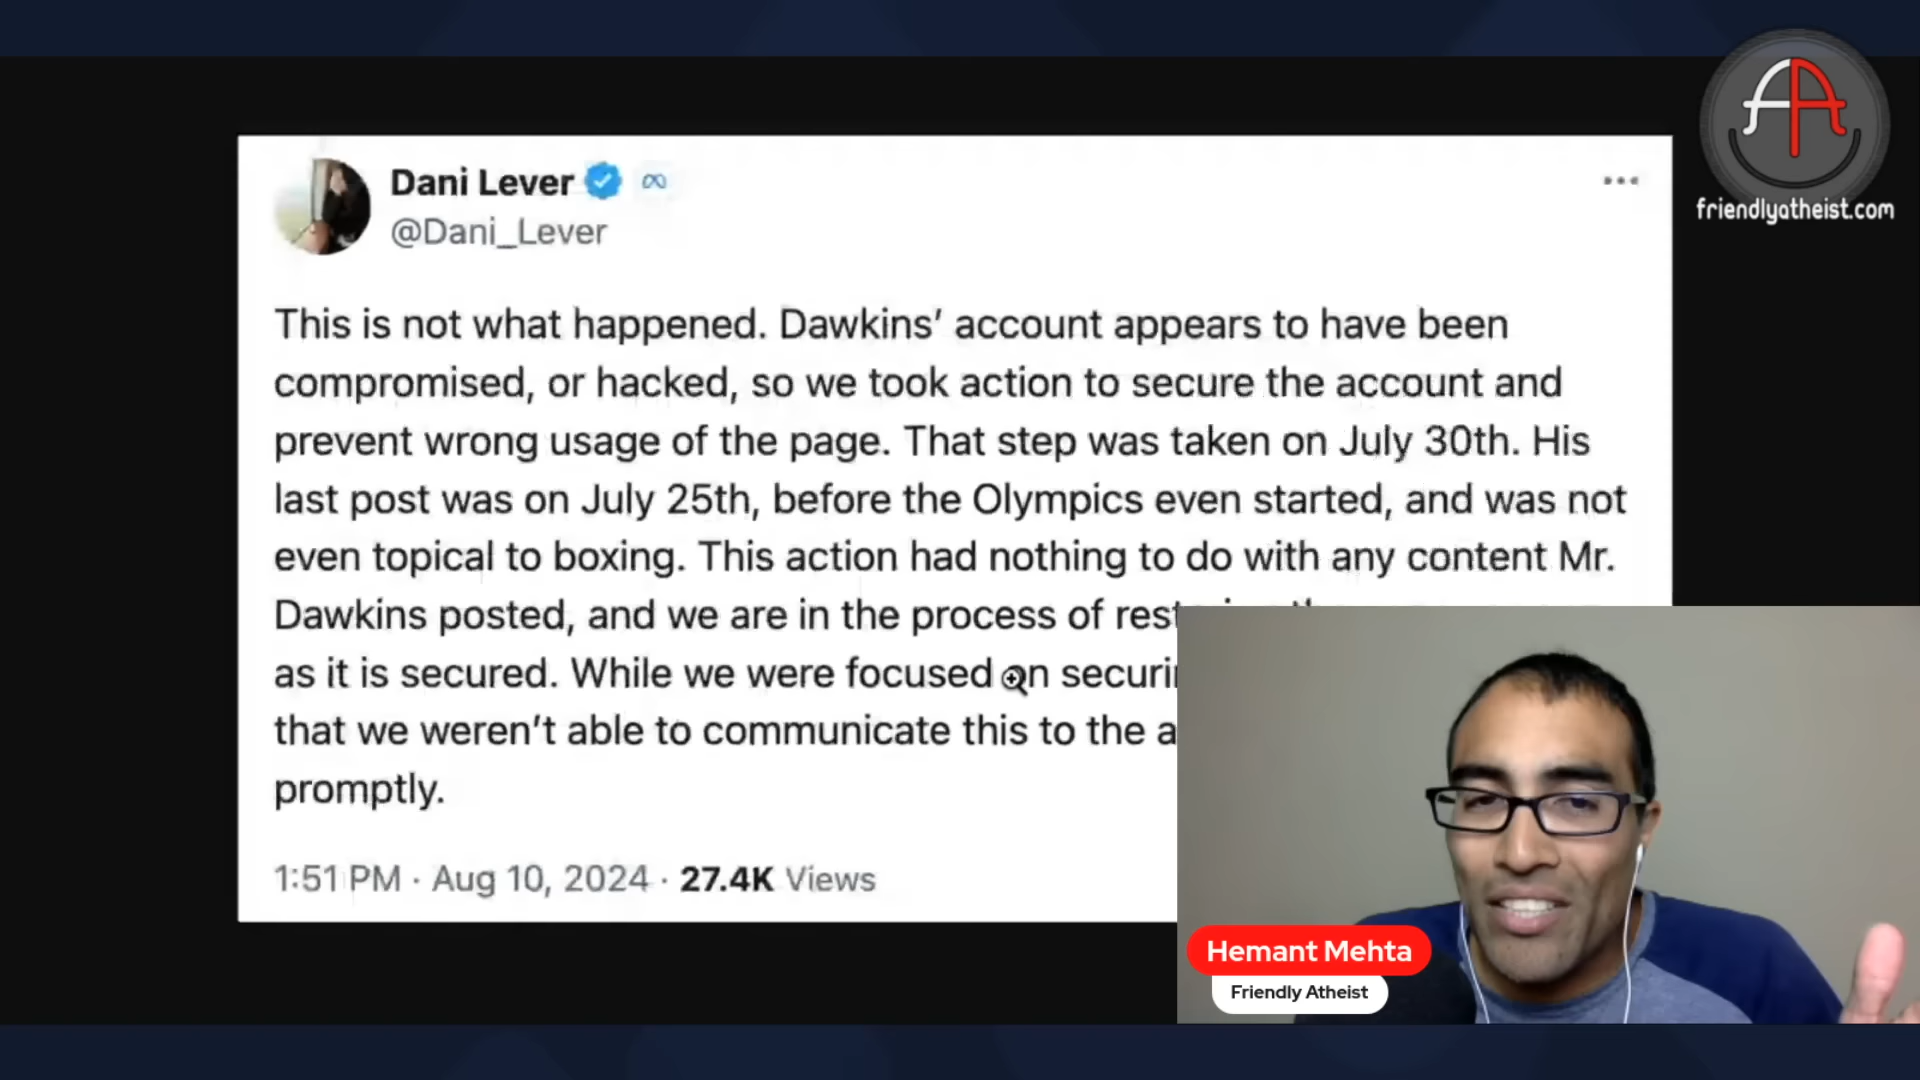 Dani Lever
@Dani_Lever
friendlyatheist.com
This is not what happened. Dawkins’ account appears to have been
compromised, or hacked, so we took action to secure the account and
prevent wrong usage of the page. That step was taken on July 30th. His
last post was on July 25th, before the Olympics even started, and was not
even topical to boxing. This action had nothing to do with any content Mr.
Dawkins posted, and we are in the process of
as it is secured. While we were focused on
that we weren’t able to communicate this to the
promptly.
1:51 PM · Aug 10, 2024 · 27.4K Views
Hemant Mehta
Friendly Atheist